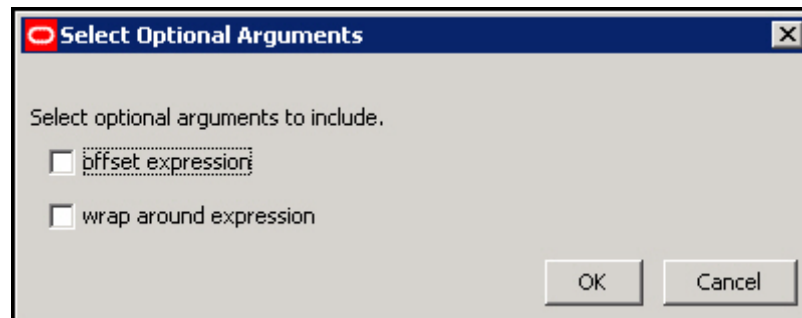 Select Optional Arguments
Select optional arguments to include.
offset expression
wrap around expression
OK Cancel